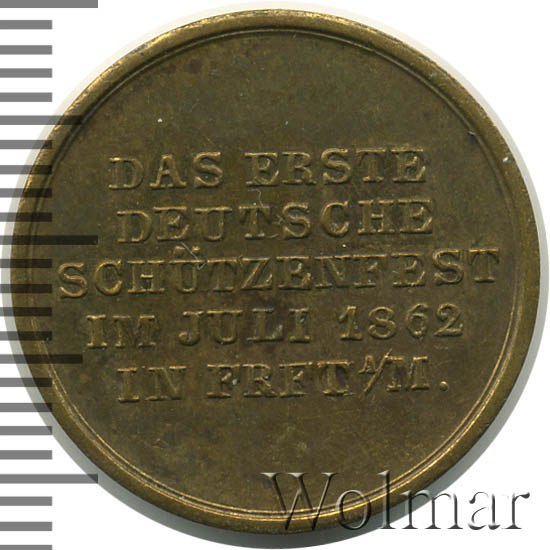 DAS ERSTE
DEUTSCHE
SCHÜTZENFEST
IM JULI 1862
IN FRFT A/M.
Wolmar